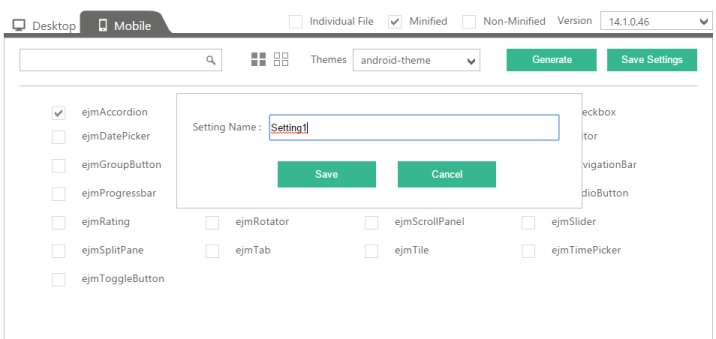 Desktop Mobile Individual File Minified Non-Minified Version 14.1.0.46
Themes android-theme Generate Save Settings
ejmAccordion eckbox
ejmDatePicker itor
Setting Name : Setting1
ejmGroupButton vigationBar
Save Cancel
ejmProgressbar dioButton
ejmRating ejmRotator ejmScrollPanel ejmSlider
ejmSplitPane ejmTab ejmTile ejmTimePicker
ejmToggleButton